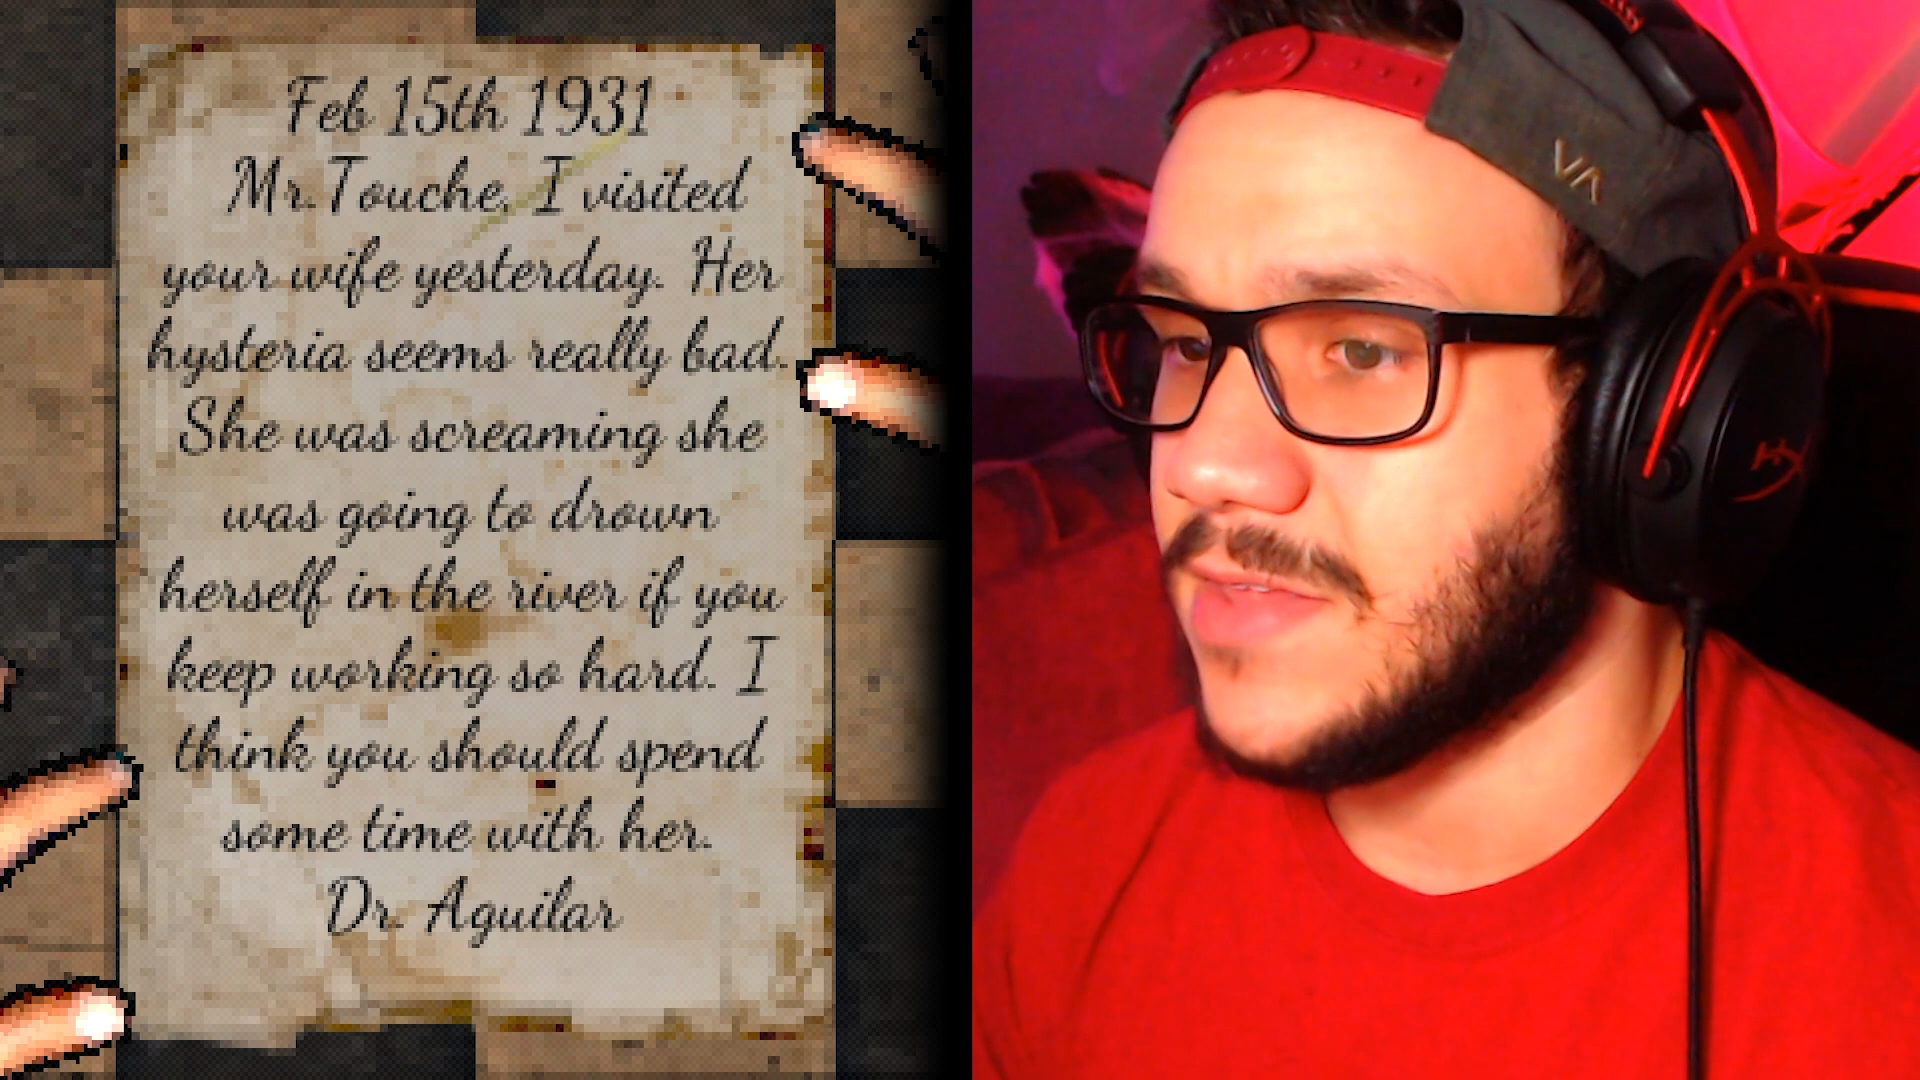 Feb 15th 1931
Mr.Touche, I visited
your wife yesterday. Her
hysteria seems really bad.
She was screaming she
was going to drown
herself in the river if you
keep working so hard. I
think you should spend
some time with her.
Dr. Aguilar
VA
HX